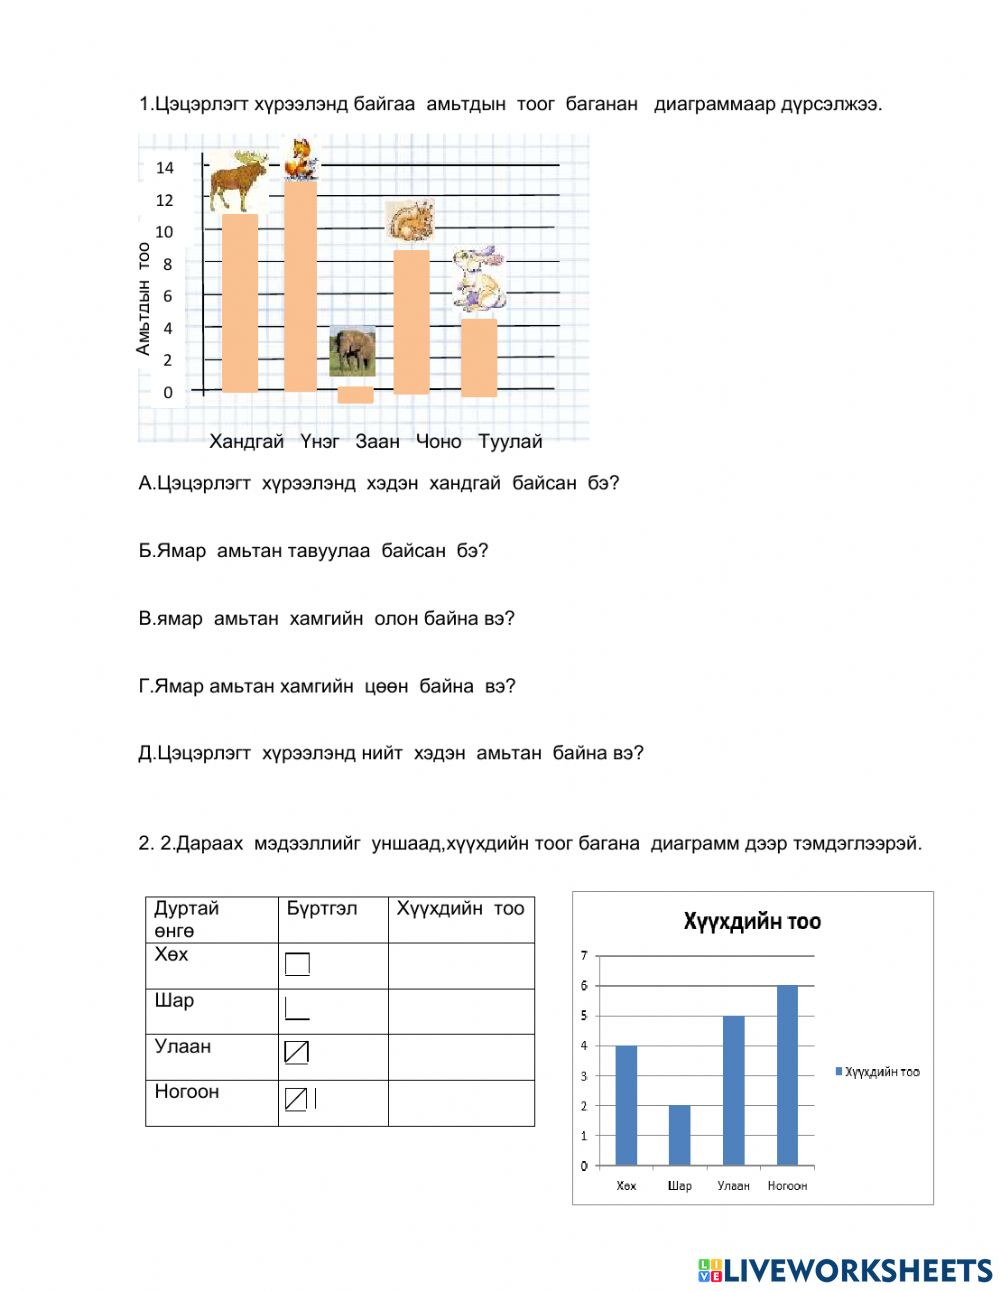 1.Цэцэрлэгт хүрээлэнд байгаа амьтдын тоог баганан диаграммаар дүрсэлжээ.
Амьтдын тоо
14
12
10
8
6
4
2
0
Хандгай Үнэг Заан Чоно Туулай
А.Цэцэрлэгт хүрээлэнд хэдэн хандгай байсан бэ?
Б.Ямар амьтан тавуулаа байсан бэ?
В.ямар амьтан хамгийн олон байна вэ?
Г.Ямар амьтан хамгийн цөөн байна вэ?
Д.Цэцэрлэгт хүрээлэнд нийт хэдэн амьтан байна вэ?
2. 2.Дараах мэдээллийг уншаад,хүүхдийн тоог багана диаграмм дээр тэмдэглээрэй.
Дуртай өнгө Бүртгэл Хүүхдийн тоо
Хөх
Шар
Улаан
Ногоон
Хүүхдийн тоо
7
6
5
4
3
2
1
0
Хөх Шар Улаан Ногоон
Хүүхдийн тоо
LIVEWORKSHEETS